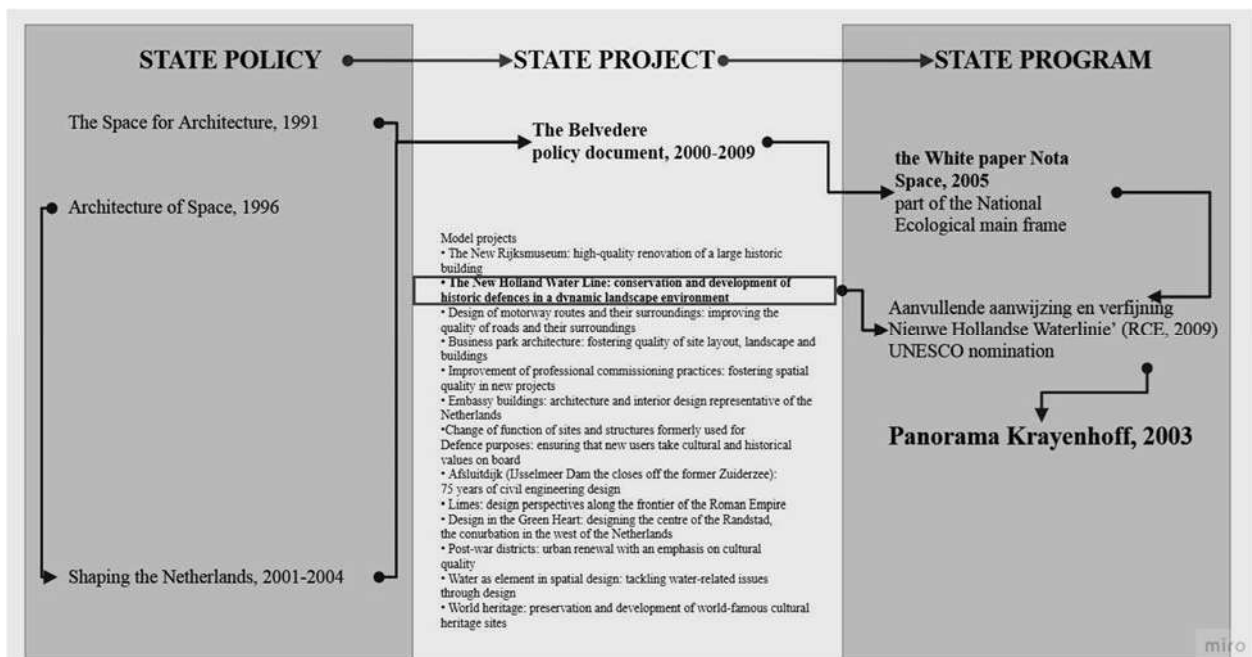 STATE POLICY
STATE PROJECT
STATE PROGRAM
The Space for Architecture, 1991
Architecture of Space, 1996
Shaping the Netherlands, 2001-2004
The Belvedere
policy document, 2000-2009
Model projects
• The New Rijksmuseum: high-quality renovation of a large historic
building
• The New Holland Water Line: conservation and development of
historic defences in a dynamic landscape environment
• Design of motorway routes and their surroundings: improving the
quality of roads and their surroundings
• Business park architecture: fostering quality of site layout, landscape and
buildings
• Improvement of professional commissioning practices: fostering spatial
quality in new projects
• Embassy buildings: architecture and interior design representative of the
Netherlands
•Change of function of sites and structures formerly used for
Defence purposes: ensuring that new users take cultural and historical
values on board
• Afsluitdijk (IJsselmeer Dam the closes off the former Zuiderzee):
75 years of civil engineering design
• Limes: design perspectives along the frontier of the Roman Empire
• Design in the Green Heart: designing the centre of the Randstad,
the conurbation in the west of the Netherlands
• Post-war districts: urban renewal with an emphasis on cultural
quality
• Water as element in spatial design: tackling water-related issues
through design
• World heritage: preservation and development of world-famous cultural
heritage sites
the White paper Nota
Space, 2005
part of the National
Ecological main frame
Aanvullende aanwijzing en verfijning
Nieuwe Hollandse Waterlinie’ (RCE, 2009)
UNESCO nomination
Panorama Krayenhoff, 2003
miro